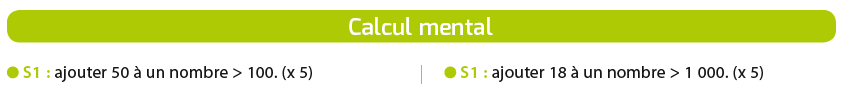 Calcul mental
● S1 : ajouter 50 à un nombre > 100. (x 5)
● S1 : ajouter 18 à un nombre > 1 000. (x 5)